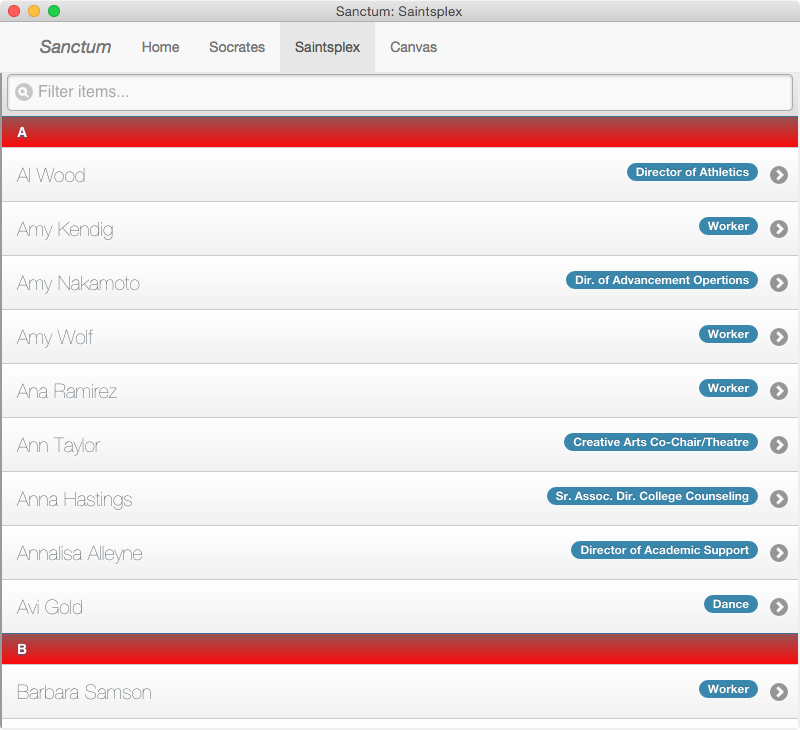 Sanctum: Saintsplex
Sanctum Home Socrates Saintsplex Canvas
Filter items...
A
Al Wood Director of Athletics
Amy Kendig Worker
Amy Nakamoto Dir. of Advancement Opertions
Amy Wolf Worker
Ana Ramirez Worker
Ann Taylor Creative Arts Co-Chair/Theatre
Anna Hastings Sr. Assoc. Dir. College Counseling
Annalisa Alleyne Director of Academic Support
Avi Gold Dance
B
Barbara Samson Worker